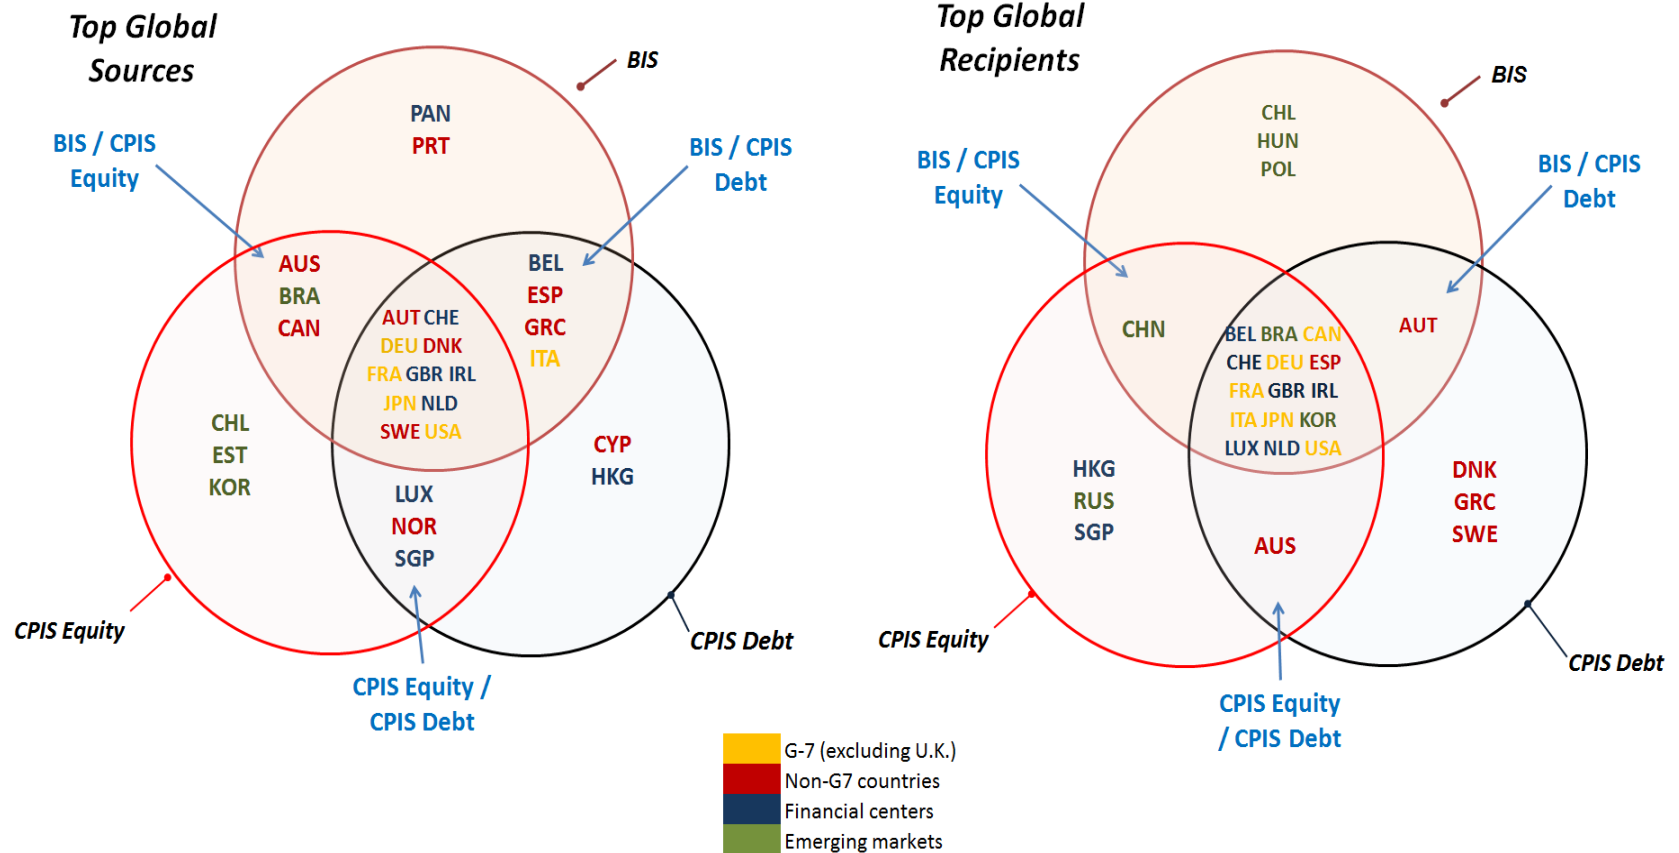 Top Global
Sources
BIS
BIS / CPIS
Equity
BIS / CPIS
Debt
PAN
PRT
AUS
BRA
CAN
BEL
ESP
GRC
ITA
AUT CHE
DEU DNK
FRA GBR IRL
JPN NLD
SWE USA
CHL
EST
KOR
CYP
HKG
LUX
NOR
SGP
CPIS Equity
CPIS Debt
CPIS Equity /
CPIS Debt
Top Global
Recipients
BIS
BIS / CPIS
Equity
BIS / CPIS
Debt
CHL
HUN
POL
CHN
AUT
BEL BRA CAN
CHE DEU ESP
FRA GBR IRL
ITA JPN KOR
LUX NLD USA
HKG
RUS
SGP
DNK
GRC
SWE
AUS
CPIS Equity
CPIS Debt
CPIS Equity
/ CPIS Debt
G-7 (excluding U.K.)
Non-G7 countries
Financial centers
Emerging markets